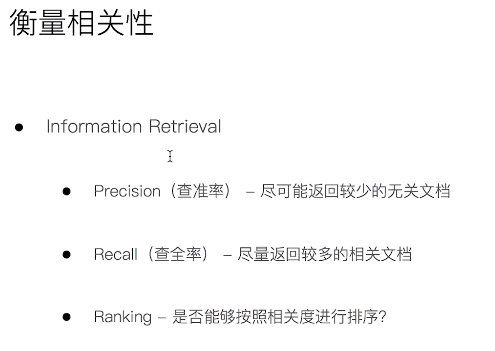 衡量相关性
● Information Retrieval
● Precision（查准率） – 尽可能返回较少的无关文档
● Recall（查全率） – 尽量返回较多的相关文档
● Ranking – 是否能够按照相关度进行排序?